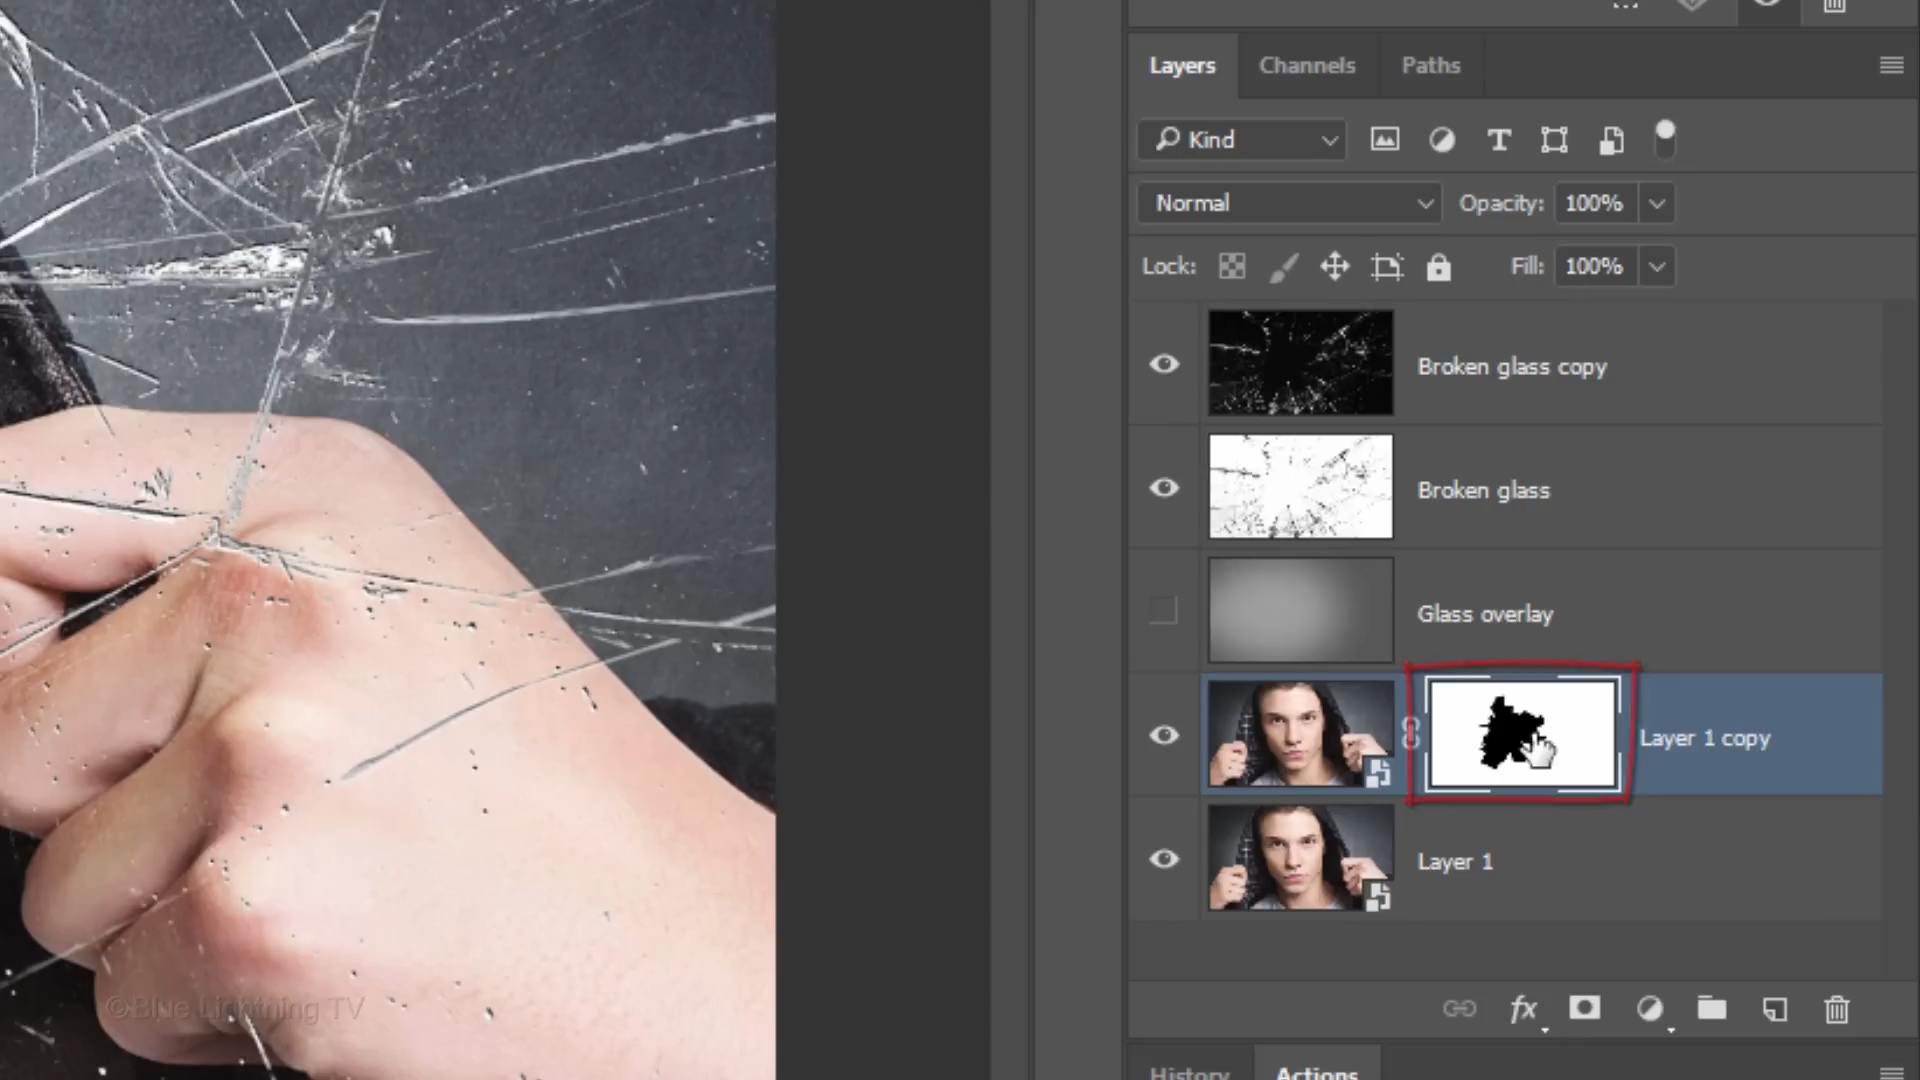 Layers Channels Paths
Kind
Normal Opacity: 100%
Lock: Fill: 100%
Broken glass copy
Broken glass
Glass overlay
Layer 1 copy
Layer 1
fx
©Blue Lightning TV
History Actions